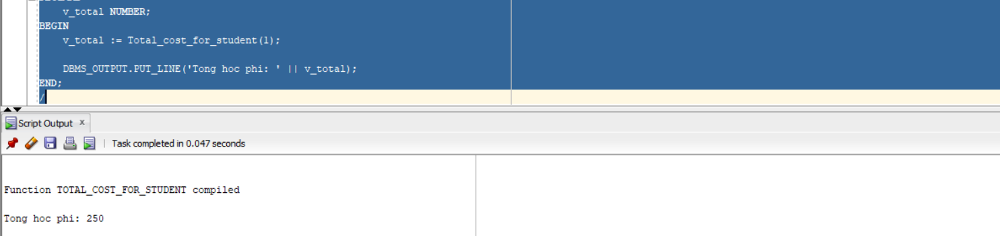 v_total NUMBER;
BEGIN
v_total := Total_cost_for_student(1);
DBMS_OUTPUT.PUT_LINE('Tong hoc phi: ' || v_total);
END;
/
Script Output x
Task completed in 0.047 seconds
Function TOTAL_COST_FOR_STUDENT compiled
Tong hoc phi: 250